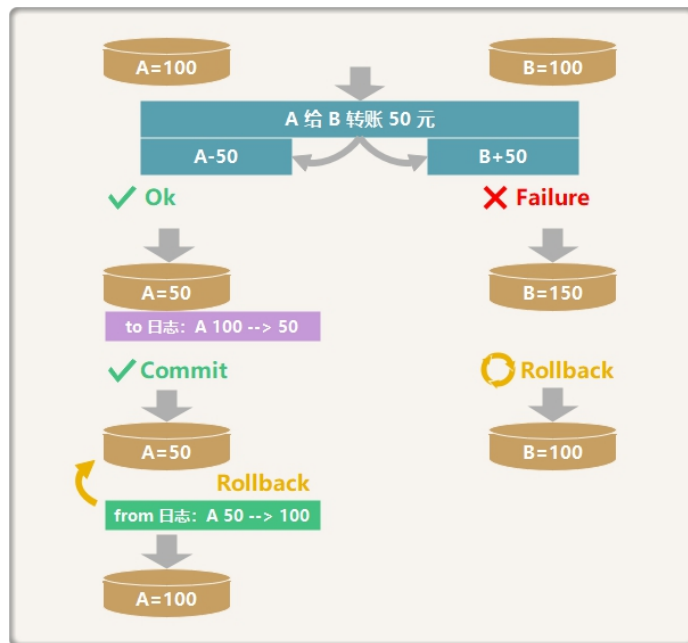 A=100
B=100
A 给 B 转账 50 元
A-50
B+50
Ok
Failure
A=50
B=150
to 日志：A 100 --> 50
Commit
Rollback
A=50
B=100
Rollback
from 日志：A 50 --> 100
A=100